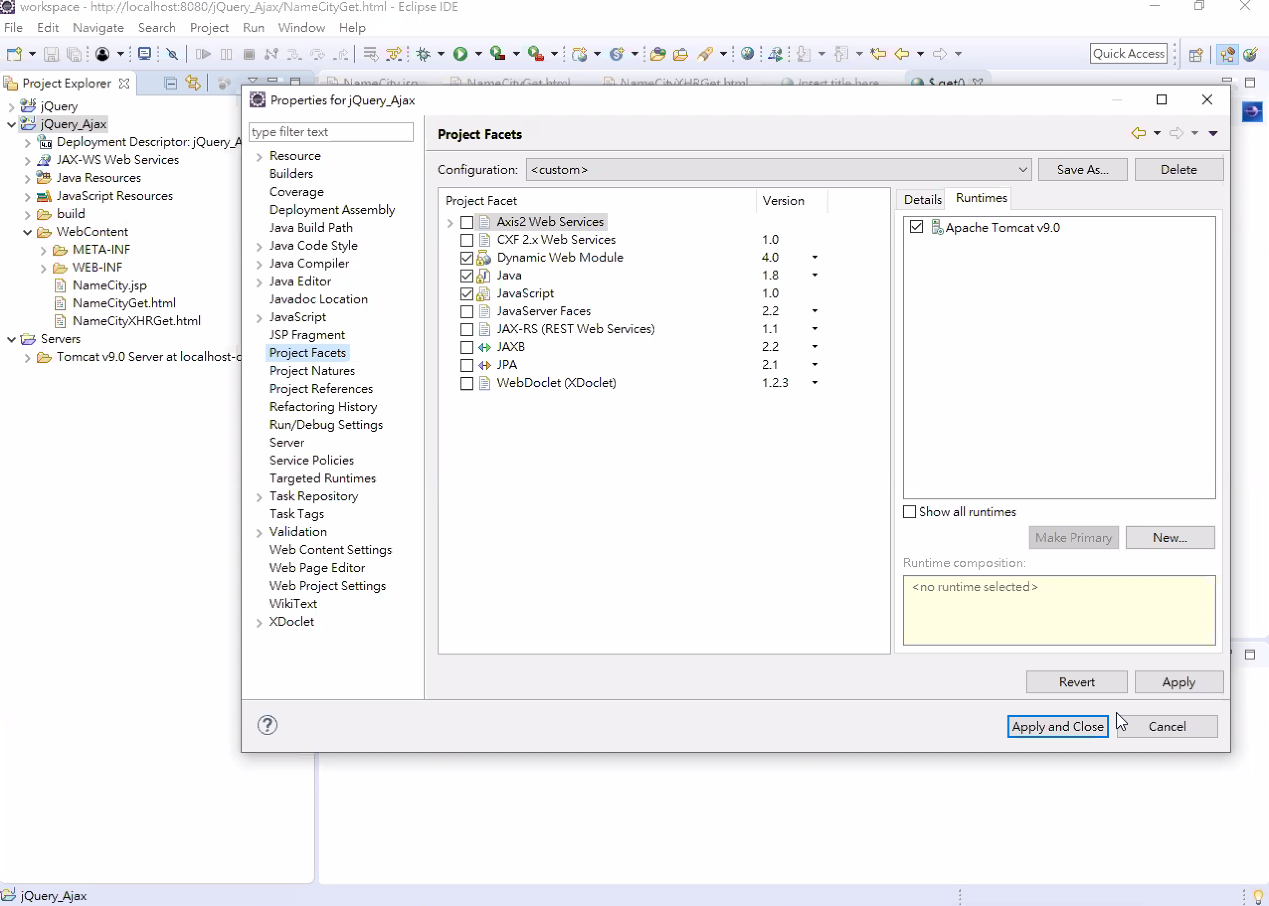 workspace - http://localhost:8080/jQuery_Ajax/NameCityGet.html - Eclipse IDE
File Edit Navigate Search Project Run Window Help
Quick Access
Project Explorer
NameCity.jsp NameCityGet.html NameCityXHRGet.html Insert title here $.get()
jQuery
jQuery_Ajax
Deployment Descriptor: jQuery_A
JAX-WS Web Services
Java Resources
JavaScript Resources
build
WebContent
META-INF
WEB-INF
NameCity.jsp
NameCityGet.html
NameCityXHRGet.html
Servers
Tomcat v9.0 Server at localhost-c
Properties for jQuery_Ajax
type filter text
Resource
Builders
Coverage
Deployment Assembly
Java Build Path
Java Code Style
Java Compiler
Java Editor
Javadoc Location
JavaScript
JSP Fragment
Project Facets
Project Natures
Project References
Refactoring History
Run/Debug Settings
Server
Service Policies
Targeted Runtimes
Task Repository
Task Tags
Validation
Web Content Settings
Web Page Editor
Web Project Settings
WikiText
XDoclet
Project Facets
Configuration: <custom> Save As... Delete
Project Facet Version
Axis2 Web Services
CXF 2.x Web Services 1.0
Dynamic Web Module 4.0
Java 1.8
JavaScript 1.0
JavaServer Faces 2.2
JAX-RS (REST Web Services) 1.1
JAXB 2.2
JPA 2.1
WebDoclet (XDoclet) 1.2.3
Details Runtimes
Apache Tomcat v9.0
Show all runtimes
Make Primary New...
Runtime composition:
<no runtime selected>
Revert Apply
Apply and Close Cancel
jQuery_Ajax